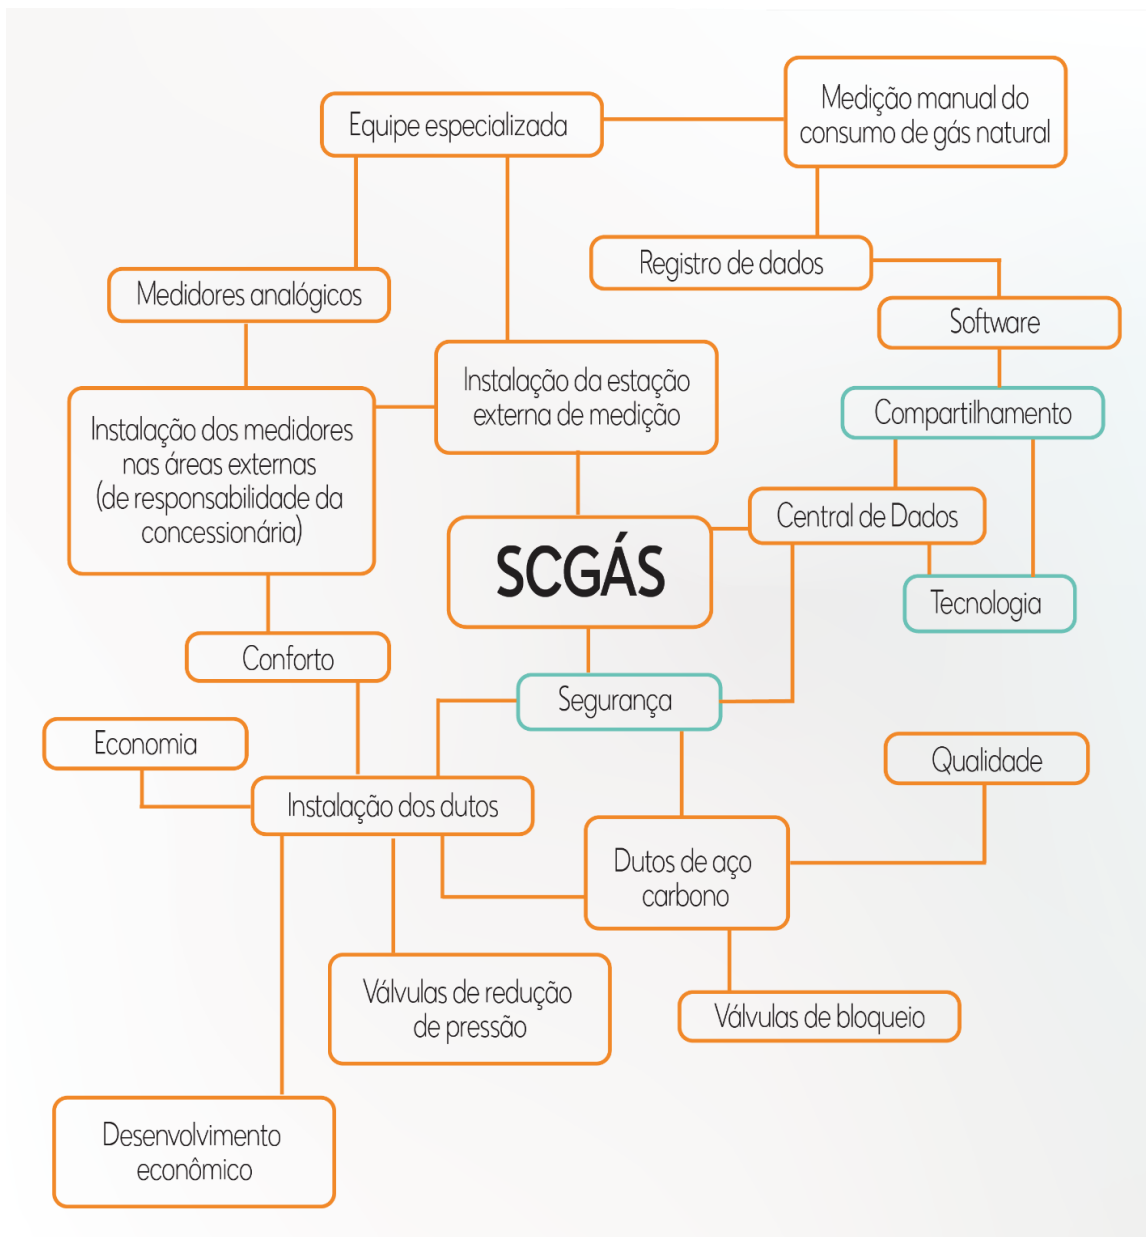 Medição manual do
consumo de gás natural
Equipe especializada
Registro de dados
Medidores analógicos
Software
Instalação da estação
externa de medição
Compartilhamento
Instalação dos medidores
nas áreas externas
(de responsabilidade da
concessionária)
Central de Dados
SCGÁS
Tecnologia
Conforto
Segurança
Economia
Qualidade
Instalação dos dutos
Dutos de aço
carbono
Válvulas de redução
de pressão
Válvulas de bloqueio
Desenvolvimento
econômico